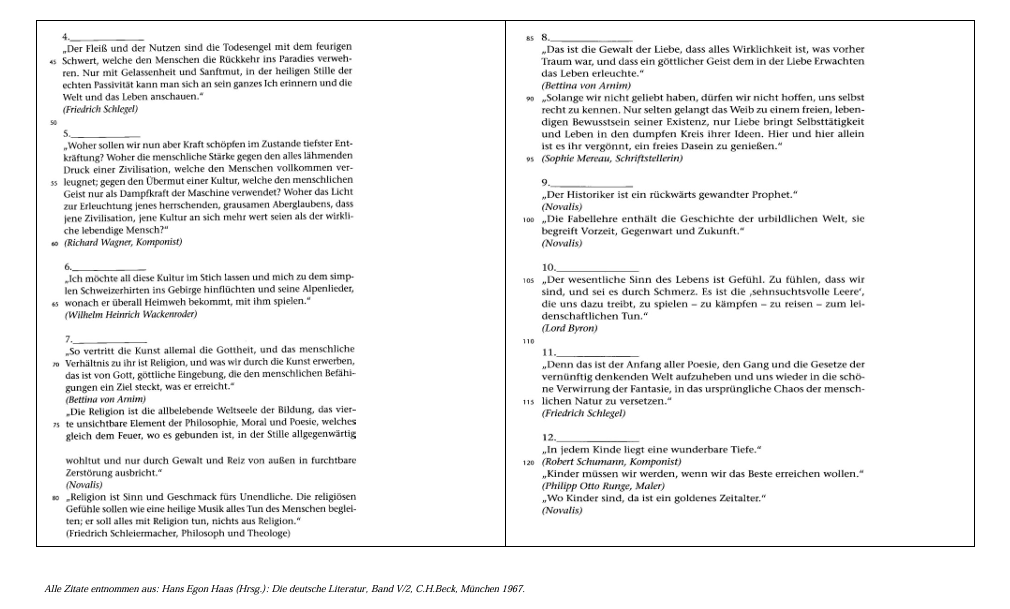 4.______________
„Der Fleiß und der Nutzen sind die Todesengel mit dem feurigen
45 Schwert, welche den Menschen die Rückkehr ins Paradies verweh-
ren. Nur mit Gelassenheit und Sanftmut, in der heiligen Stille der
echten Passivität kann man sich an sein ganzes Ich erinnern und die
Welt und das Leben anschauen.“
(Friedrich Schlegel)
50
5.______________
„Woher sollen wir nun aber Kraft schöpfen im Zustande tiefster Ent-
kräftung? Woher die menschliche Stärke gegen den alles lähmenden
Druck einer Zivilisation, welche den Menschen vollkommen ver-
55 leugnet; gegen den Übermut einer Kultur, welche den menschlichen
Geist nur als Dampfkraft der Maschine verwendet? Woher das Licht
zur Erleuchtung jenes herrschenden, grausamen Aberglaubens, dass
jene Zivilisation, jene Kultur an sich mehr wert seien als der wirkli-
che lebendige Mensch?“
60 (Richard Wagner, Komponist)
6.______________
„Ich möchte all diese Kultur im Stich lassen und mich zu dem simp-
len Schweizerhirten ins Gebirge hinflüchten und seine Alpenlieder,
65 wonach er überall Heimweh bekommt, mit ihm spielen.“
(Wilhelm Heinrich Wackenroder)
7.______________
„So vertritt die Kunst allemal die Gottheit, und das menschliche
70 Verhältnis zu ihr ist Religion, und was wir durch die Kunst erwerben,
das ist von Gott, göttliche Eingebung, die den menschlichen Befähi-
gungen ein Ziel steckt, was er erreicht.“
(Bettina von Arnim)
„Die Religion ist die allbelebende Weltseele der Bildung, das vier-
75 te unsichtbare Element der Philosophie, Moral und Poesie, welches
gleich dem Feuer, wo es gebunden ist, in der Stille allgegenwärtig
wohltut und nur durch Gewalt und Reiz von außen in furchtbare
Zerstörung ausbricht.“
(Novalis)
80 „Religion ist Sinn und Geschmack fürs Unendliche. Die religiösen
Gefühle sollen wie eine heilige Musik alles Tun des Menschen beglei-
ten; er soll alles mit Religion tun, nichts aus Religion.“
(Friedrich Schleiermacher, Philosoph und Theologe)
85 8.______________
„Das ist die Gewalt der Liebe, dass alles Wirklichkeit ist, was vorher
Traum war, und dass ein göttlicher Geist dem in der Liebe Erwachten
das Leben erleuchte.“
(Bettina von Arnim)
90 „Solange wir nicht geliebt haben, dürfen wir nicht hoffen, uns selbst
recht zu kennen. Nur selten gelangt das Weib zu einem freien, leben-
digen Bewusstsein seiner Existenz, nur Liebe bringt Selbsttätigkeit
und Leben in den dumpfen Kreis ihrer Ideen. Hier und hier allein
ist es ihr vergönnt, ein freies Dasein zu genießen.“
95 (Sophie Mereau, Schriftstellerin)
9.______________
„Der Historiker ist ein rückwärts gewandter Prophet.“
(Novalis)
100 „Die Fabellehre enthält die Geschichte der urbildlichen Welt, sie
begreift Vorzeit, Gegenwart und Zukunft.“
(Novalis)
10.______________
105 „Der wesentliche Sinn des Lebens ist Gefühl. Zu fühlen, dass wir
sind, und sei es durch Schmerz. Es ist die ‚sehnsuchtsvolle Leere‘,
die uns dazu treibt, zu spielen – zu kämpfen – zu reisen – zum lei-
denschaftlichen Tun.“
(Lord Byron)
110
11.______________
„Denn das ist der Anfang aller Poesie, den Gang und die Gesetze der
vernünftig denkenden Welt aufzuheben und uns wieder in die schö-
ne Verwirrung der Fantasie, in das ursprüngliche Chaos der mensch-
115 lichen Natur zu versetzen.“
(Friedrich Schlegel)
12.______________
„In jedem Kinde liegt eine wunderbare Tiefe.“
120 (Robert Schumann, Komponist)
„Kinder müssen wir werden, wenn wir das Beste erreichen wollen.“
(Philipp Otto Runge, Maler)
„Wo Kinder sind, da ist ein goldenes Zeitalter.“
(Novalis)
Alle Zitate entnommen aus: Hans Egon Haas (Hrsg.): Die deutsche Literatur, Band V/2, C.H.Beck, München 1967.